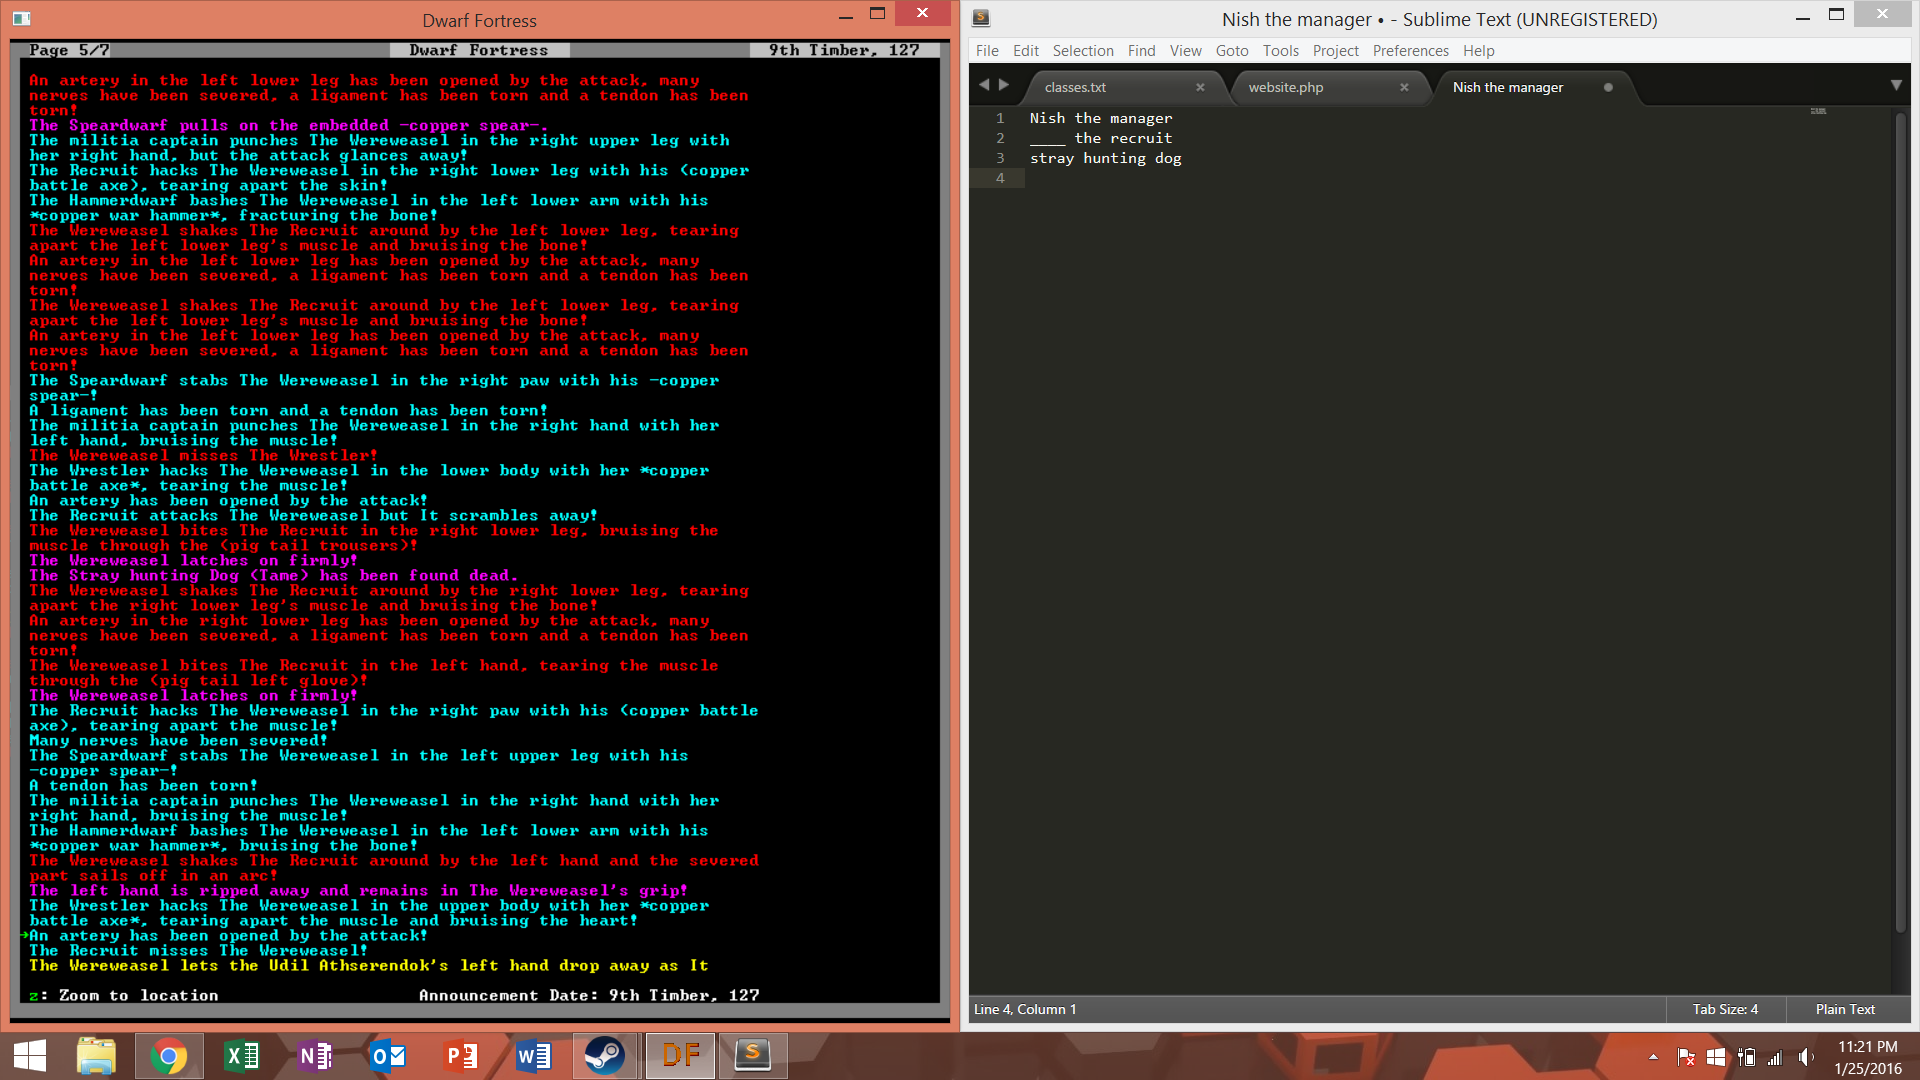 Dwarf Fortress
Page 5/7 Dwarf Fortress 9th Timber, 127
An artery in the left lower leg has been opened by the attack, many
nerves have been severed, a ligament has been torn and a tendon has been
torn!
The Speardwarf pulls on the embedded -copper spear-.
The militia captain punches The Wereweasel in the right upper leg with
her right hand, but the attack glances away!
The Recruit hacks The Wereweasel in the right lower leg with his (copper
battle axe), tearing apart the skin!
The Hammerdwarf bashes The Wereweasel in the left lower arm with his
*copper war hammer*, fracturing the bone!
The Wereweasel shakes The Recruit around by the left lower leg, tearing
apart the left lower leg's muscle and bruising the bone!
An artery in the left lower leg has been opened by the attack, many
nerves have been severed, a ligament has been torn and a tendon has been
torn!
The Wereweasel shakes The Recruit around by the left lower leg, tearing
apart the left lower leg's muscle and bruising the bone!
An artery in the left lower leg has been opened by the attack, many
nerves have been severed, a ligament has been torn and a tendon has been
torn!
The Speardwarf stabs The Wereweasel in the right paw with his -copper
spear-!
A ligament has been torn and a tendon has been torn!
The militia captain punches The Wereweasel in the right hand with her
left hand, bruising the muscle!
The Wereweasel misses The Wrestler!
The Wrestler hacks The Wereweasel in the lower body with her *copper
battle axe*, tearing the muscle!
An artery has been opened by the attack!
The Recruit attacks The Wereweasel but It scrambles away!
The Wereweasel bites The Recruit in the right lower leg, bruising the
muscle through the (pig tail trousers)!
The Wereweasel latches on firmly!
The Stray hunting Dog (Tame) has been found dead.
The Wereweasel shakes The Recruit around by the right lower leg, tearing
apart the right lower leg's muscle and bruising the bone!
An artery in the right lower leg has been opened by the attack, many
nerves have been severed, a ligament has been torn and a tendon has been
torn!
The Wereweasel bites The Recruit in the left hand, tearing the muscle
through the (pig tail left glove)!
The Wereweasel latches on firmly!
The Recruit hacks The Wereweasel in the right paw with his (copper battle
axe), tearing apart the muscle!
Many nerves have been severed!
The Speardwarf stabs The Wereweasel in the left upper leg with his
-copper spear-!
A tendon has been torn!
The militia captain punches The Wereweasel in the right hand with her
right hand, bruising the muscle!
The Hammerdwarf bashes The Wereweasel in the left lower arm with his
*copper war hammer*, bruising the bone!
The Wereweasel shakes The Recruit around by the left hand and the severed
part sails off in an arc!
The left hand is ripped away and remains in The Wereweasel's grip!
The Wrestler hacks The Wereweasel in the upper body with her *copper
battle axe*, tearing apart the muscle and bruising the heart!
An artery has been opened by the attack!
The Recruit misses The Wereweasel!
The Wereweasel lets the Udil Athserendok's left hand drop away as It
z: Zoom to location Announcement Date: 9th Timber, 127
Nish the manager • - Sublime Text (UNREGISTERED)
File Edit Selection Find View Goto Tools Project Preferences Help
classes.txt website.php Nish the manager
1 Nish the manager
2 ____ the recruit
3 stray hunting dog
4
Line 4, Column 1 Tab Size: 4 Plain Text
DF
11:21 PM
1/25/2016